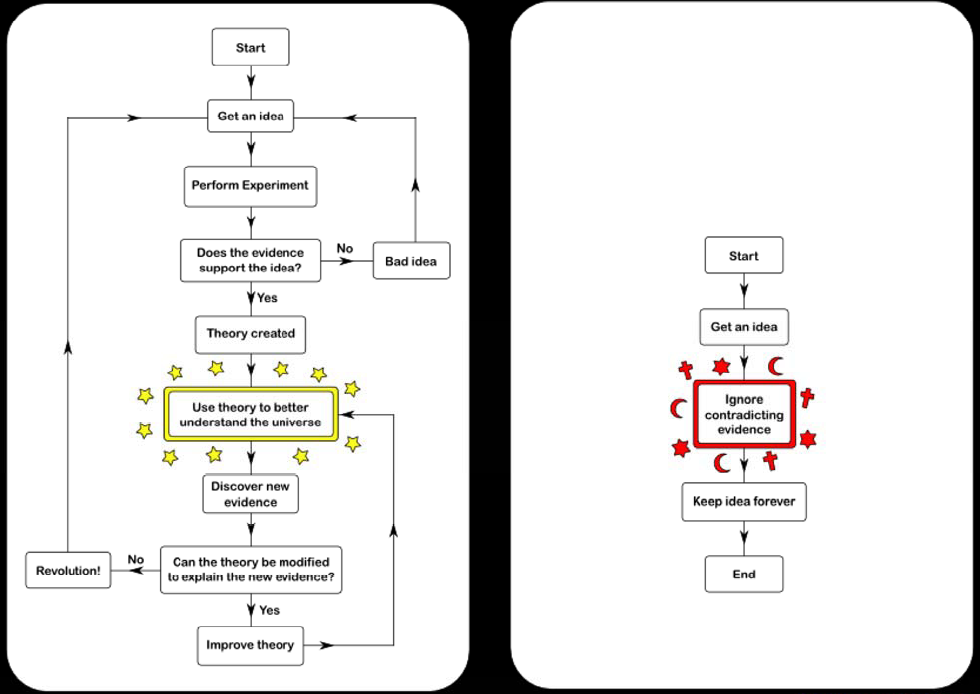 Start
Get an idea
Perform Experiment
Does the evidence
support the idea?
No
Bad idea
Yes
Theory created
Use theory to better
understand the universe
Discover new
evidence
Can the theory be modified
to explain the new evidence?
No
Revolution!
Yes
Improve theory
Start
Get an idea
Ignore
contradicting
evidence
Keep idea forever
End